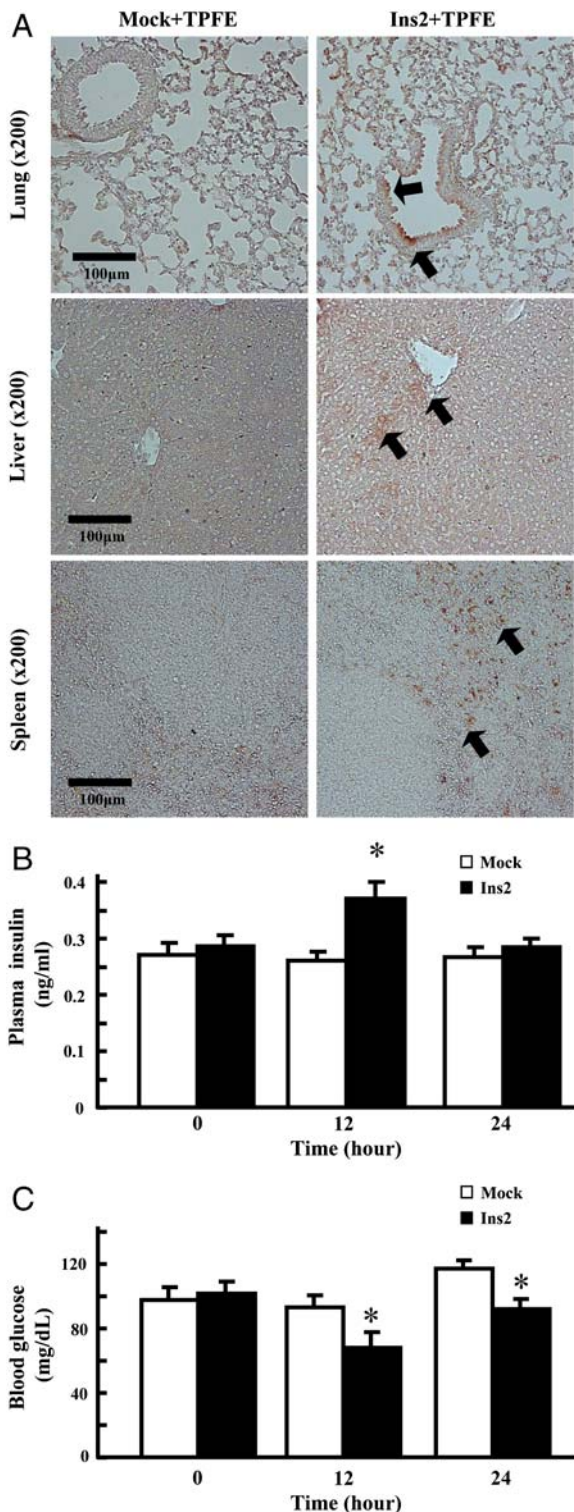 A
Mock+TPFE Ins2+TPFE
Lung (x200)
100μm
Liver (x200)
100μm
Spleen (x200)
100μm
B
*
Mock
Ins2
Plasma insulin
(ng/ml)
0.4
0.3
0.2
0.1
0
0 12 24
Time (hour)
C
Mock
Ins2
Blood glucose
(mg/dL)
120
80
40
0
* *
0 12 24
Time (hour)